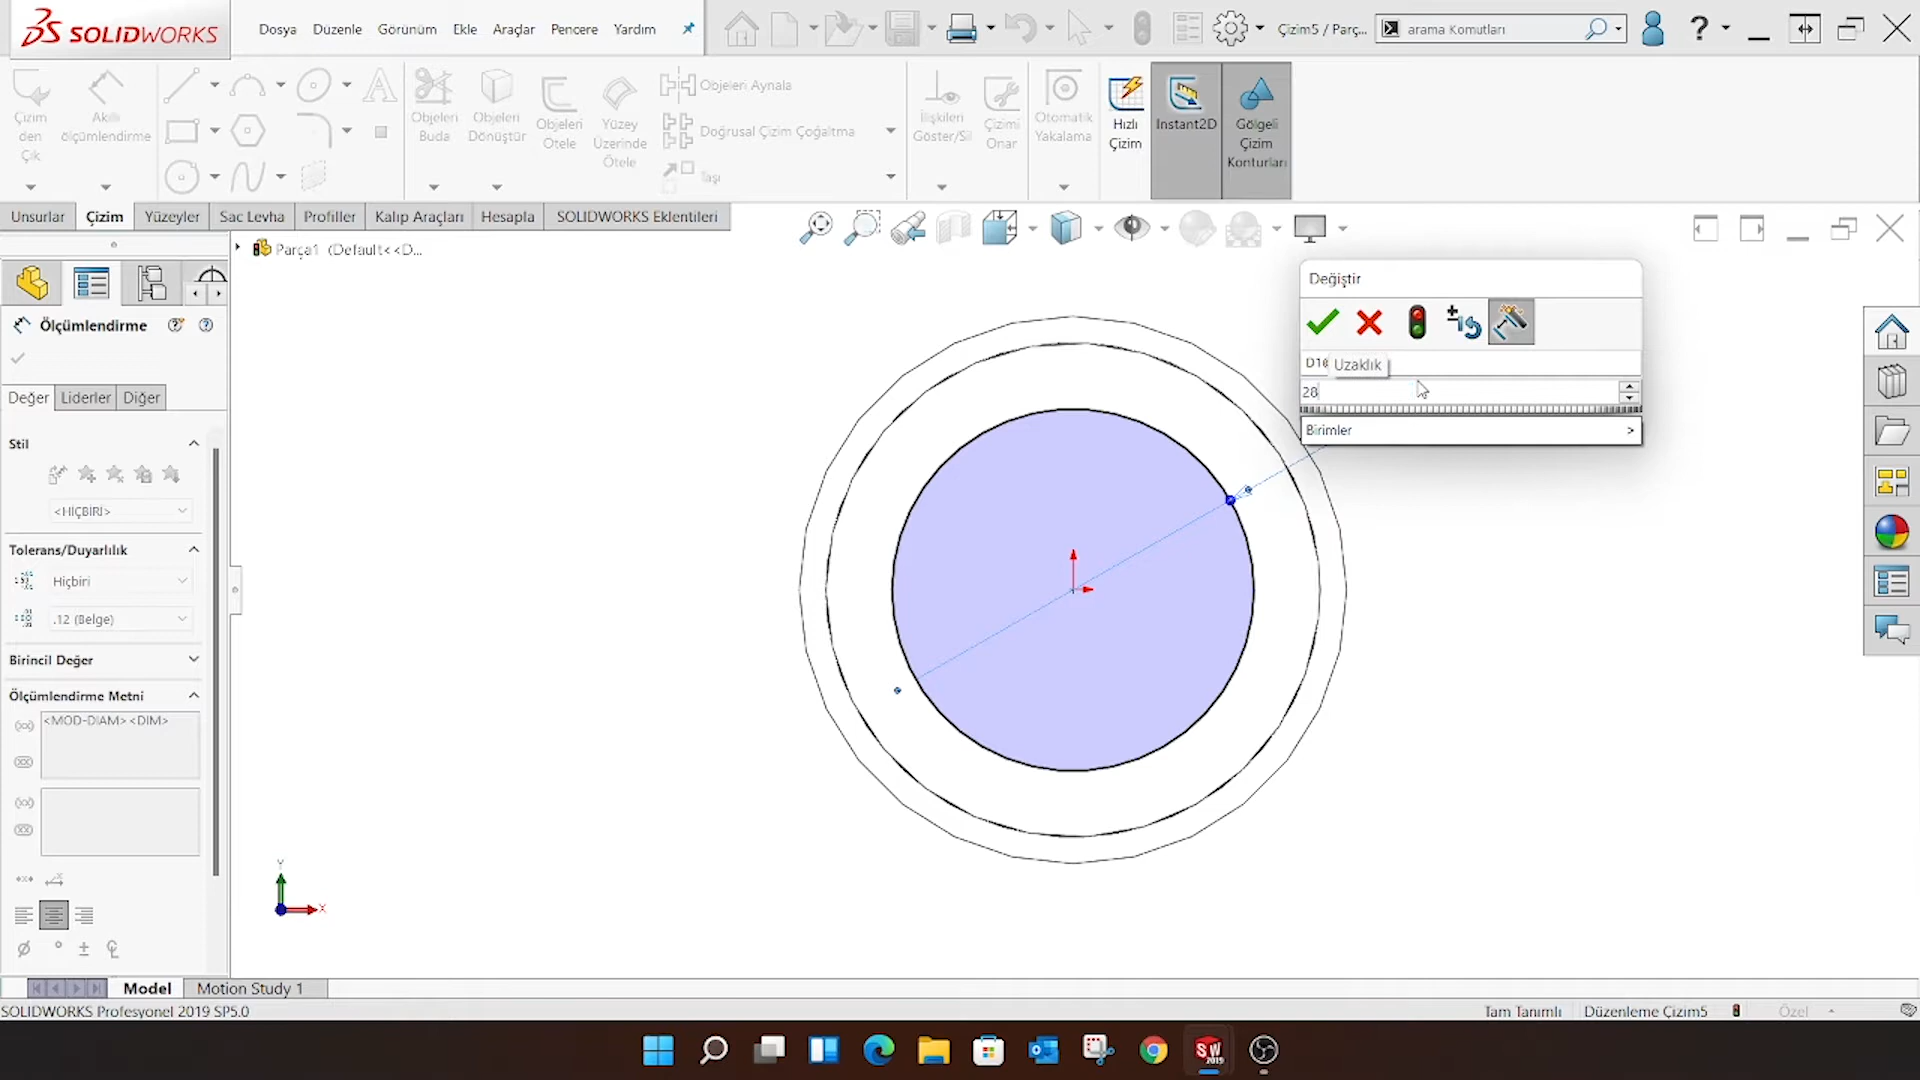 SOLIDWORKS
Dosya Düzenle Görünüm Ekle Araçlar Pencere Yardım
Çizim5 / Parç...
arama Komutları
Çizim
den
Çık
Akıllı
ölçümlendirme
Objeleri
Buda
Objeleri
Dönüştür
Objeleri
Ötele
Yüzey
Üzerinde
Ötele
Objeleri Aynala
Doğrusal Çizim Çoğaltma
Taşı
İlişkileri
Göster/Sil
Çizimi
Onar
Otomatik
Yakalama
Hızlı
Çizim
Instant2D
Gölgeli
Çizim
Konturları
Unsurlar Çizim Yüzeyler Sac Levha Profiller Kalıp Araçları Hesapla SOLIDWORKS Eklentileri
Parça1 (Default<<D...
Ölçümlendirme
Değer Liderler Diğer
Stil
<HİÇBİRİ>
Tolerans/Duyarlılık
Hiçbiri
.12 (Belge)
Birincil Değer
Ölçümlendirme Metni
<MOD-DIAM><DIM>
Değiştir
Uzaklık
28
Birimler >
Y
X
Model Motion Study 1
SOLIDWORKS Profesyonel 2019 SP5.0
Tam Tanımlı Düzenleme Çizim5 Özel
SW
2019